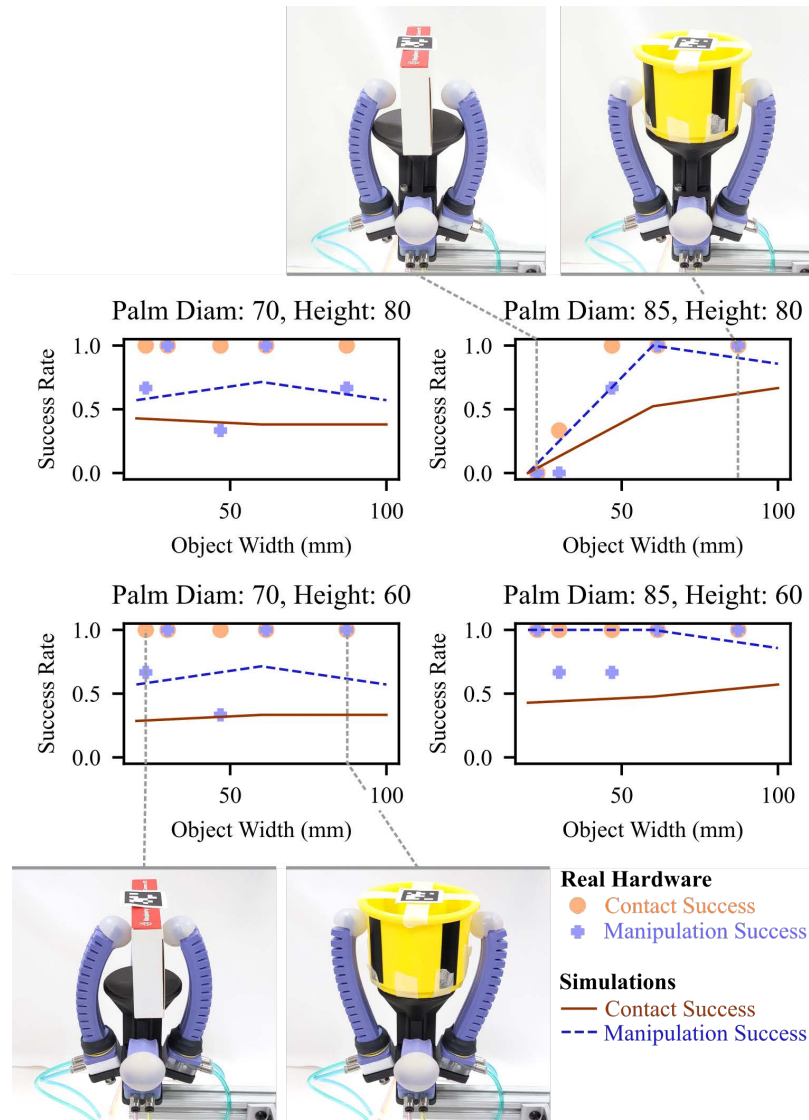 Palm Diam: 70, Height: 80
Palm Diam: 85, Height: 80
Success Rate
1.0
0.5
0.0
50
100
Object Width (mm)
Success Rate
1.0
0.5
0.0
50
100
Object Width (mm)
Palm Diam: 70, Height: 60
Palm Diam: 85, Height: 60
Success Rate
1.0
0.5
0.0
50
100
Object Width (mm)
Success Rate
1.0
0.5
0.0
50
100
Object Width (mm)
Real Hardware
Contact Success
Manipulation Success
Simulations
Contact Success
Manipulation Success